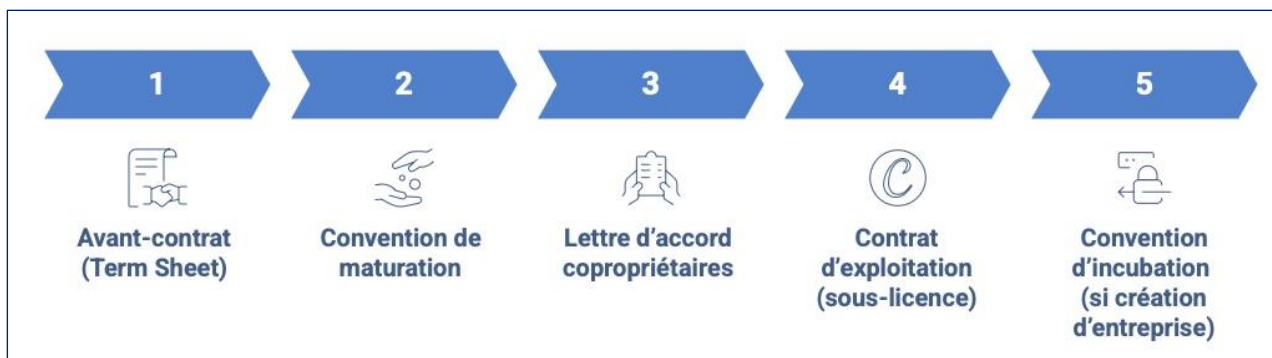 1
Avant-contrat
(Term Sheet)
2
Convention de
maturation
3
Lettre d’accord
copropriétaires
4
C
Contrat
d’exploitation
(sous-licence)
5
Convention
d’incubation
(si création
d’entreprise)